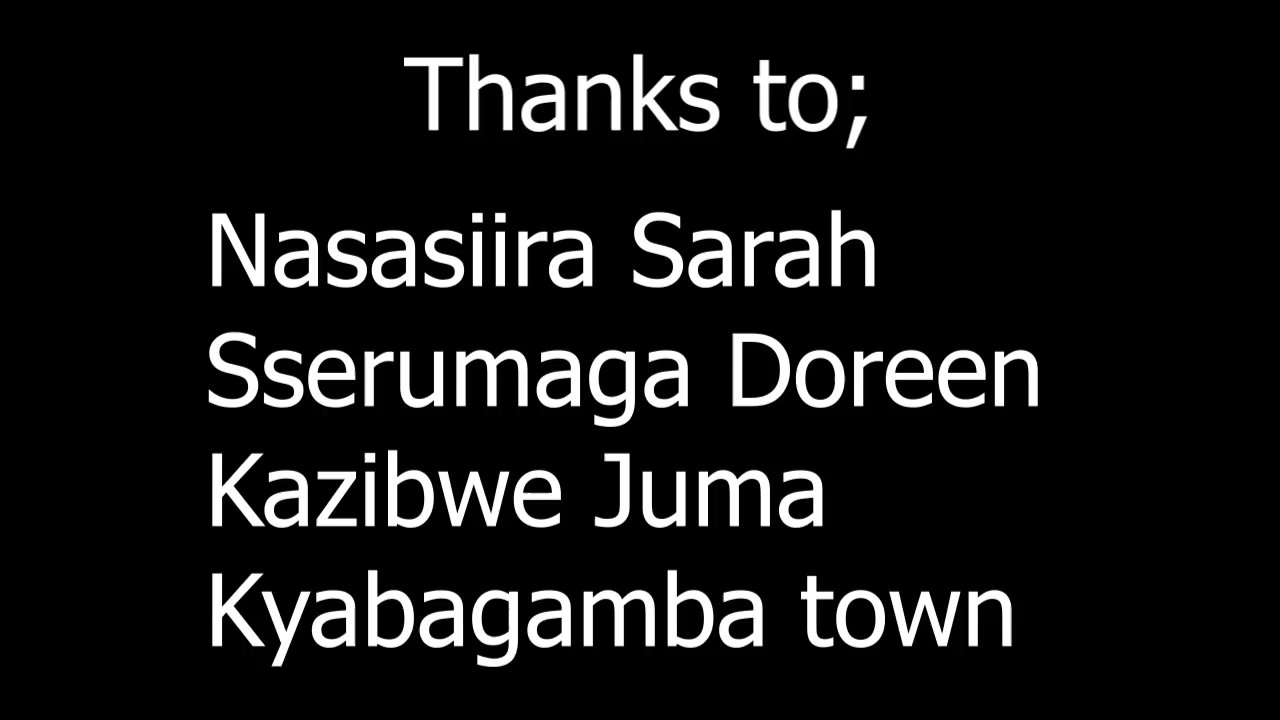 Thanks to;
Nasasiira Sarah
Sserumaga Doreen
Kazibwe Juma
Kyabagamba town